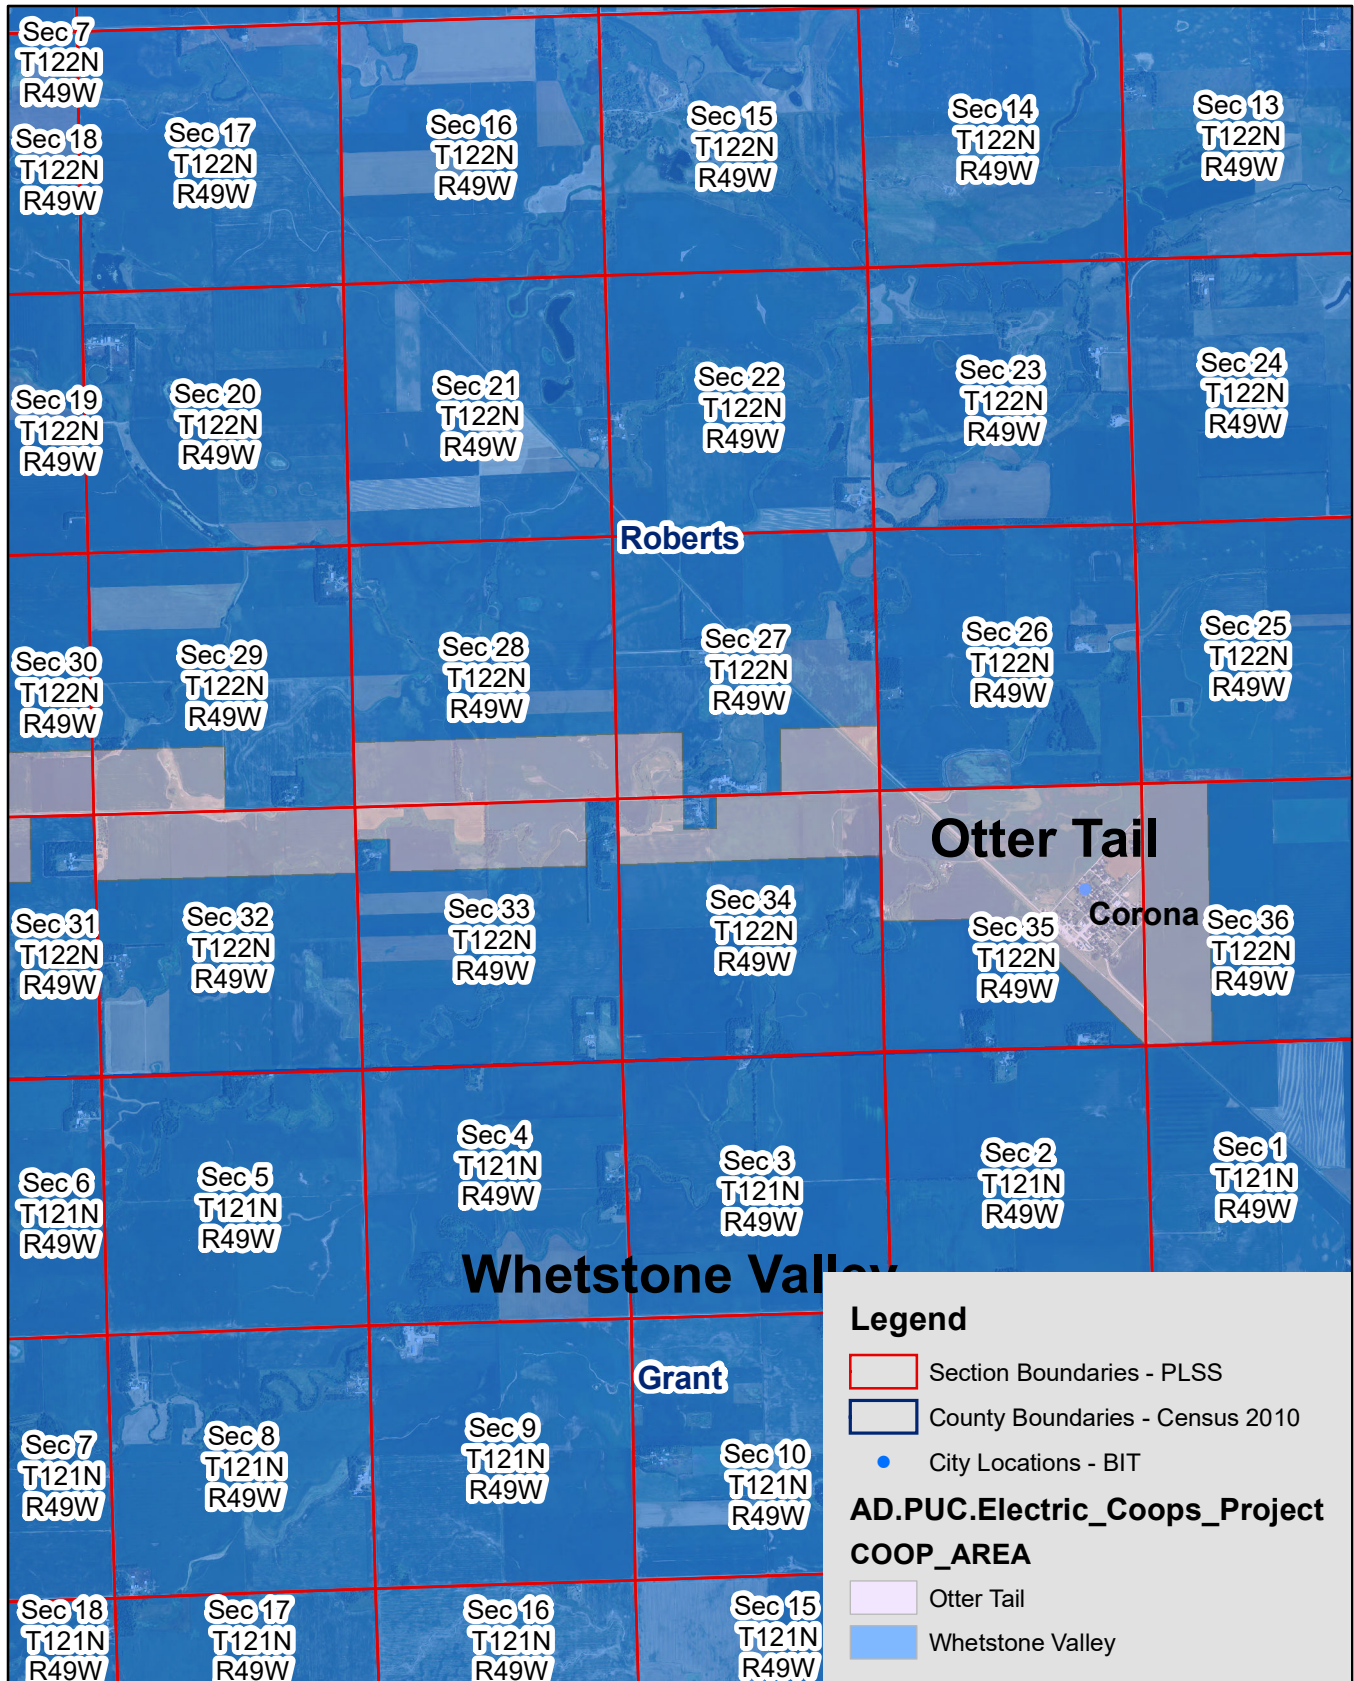 Sec 7
T122N
R49W
Sec 18
T122N
R49W
Sec 17
T122N
R49W
Sec 16
T122N
R49W
Sec 15
T122N
R49W
Sec 14
T122N
R49W
Sec 13
T122N
R49W
Sec 19
T122N
R49W
Sec 20
T122N
R49W
Sec 21
T122N
R49W
Sec 22
T122N
R49W
Sec 23
T122N
R49W
Sec 24
T122N
R49W
Roberts
Sec 30
T122N
R49W
Sec 29
T122N
R49W
Sec 28
T122N
R49W
Sec 27
T122N
R49W
Sec 26
T122N
R49W
Sec 25
T122N
R49W
Otter Tail
Corona
Sec 31
T122N
R49W
Sec 32
T122N
R49W
Sec 33
T122N
R49W
Sec 34
T122N
R49W
Sec 35
T122N
R49W
Sec 36
T122N
R49W
Sec 6
T121N
R49W
Sec 5
T121N
R49W
Sec 4
T121N
R49W
Sec 3
T121N
R49W
Sec 2
T121N
R49W
Sec 1
T121N
R49W
Whetstone Valley
Grant
Sec 7
T121N
R49W
Sec 8
T121N
R49W
Sec 9
T121N
R49W
Sec 10
T121N
R49W
Sec 18
T121N
R49W
Sec 17
T121N
R49W
Sec 16
T121N
R49W
Sec 15
T121N
R49W
Legend
Section Boundaries - PLSS
County Boundaries - Census 2010
City Locations - BIT
AD.PUC.Electric_Coops_Project
COOP_AREA
Otter Tail
Whetstone Valley